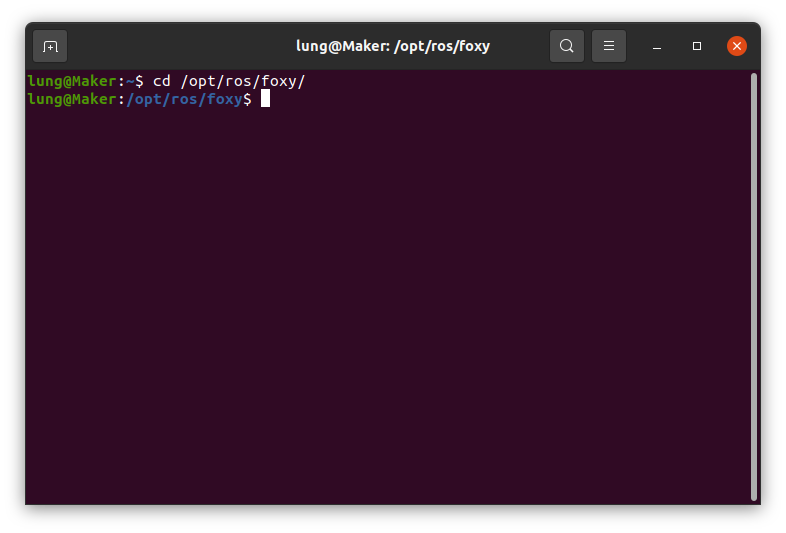 lung@Maker: /opt/ros/foxy
lung@Maker:~$ cd /opt/ros/foxy/
lung@Maker:/opt/ros/foxy$